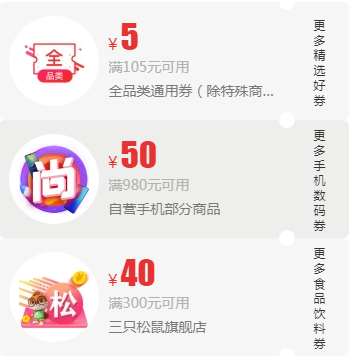 全
品类
¥5
满105元可用
全品类通用券（除特殊商...
更多精选好券
尚
¥50
满980元可用
自营手机部分商品
更多手机数码券
松
¥40
满300元可用
三只松鼠旗舰店
更多食品饮料券